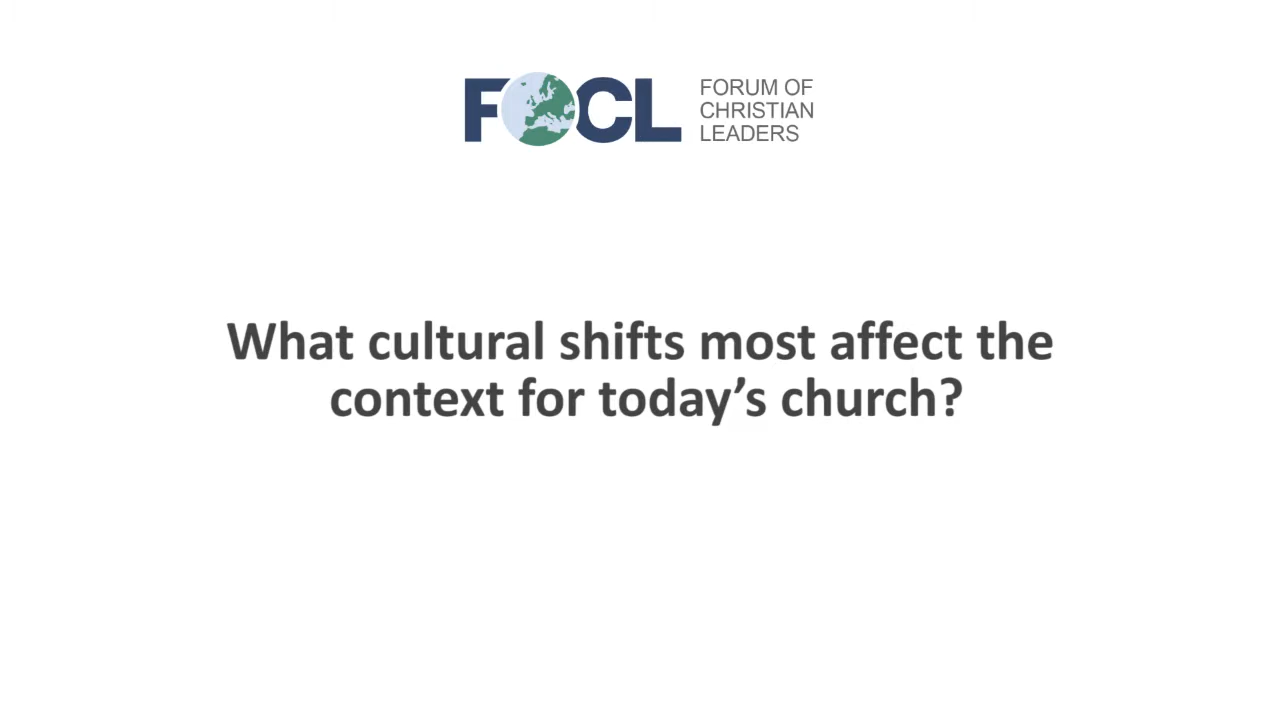 FOCL
FORUM OF
CHRISTIAN
LEADERS
What cultural shifts most affect the
context for today’s church?